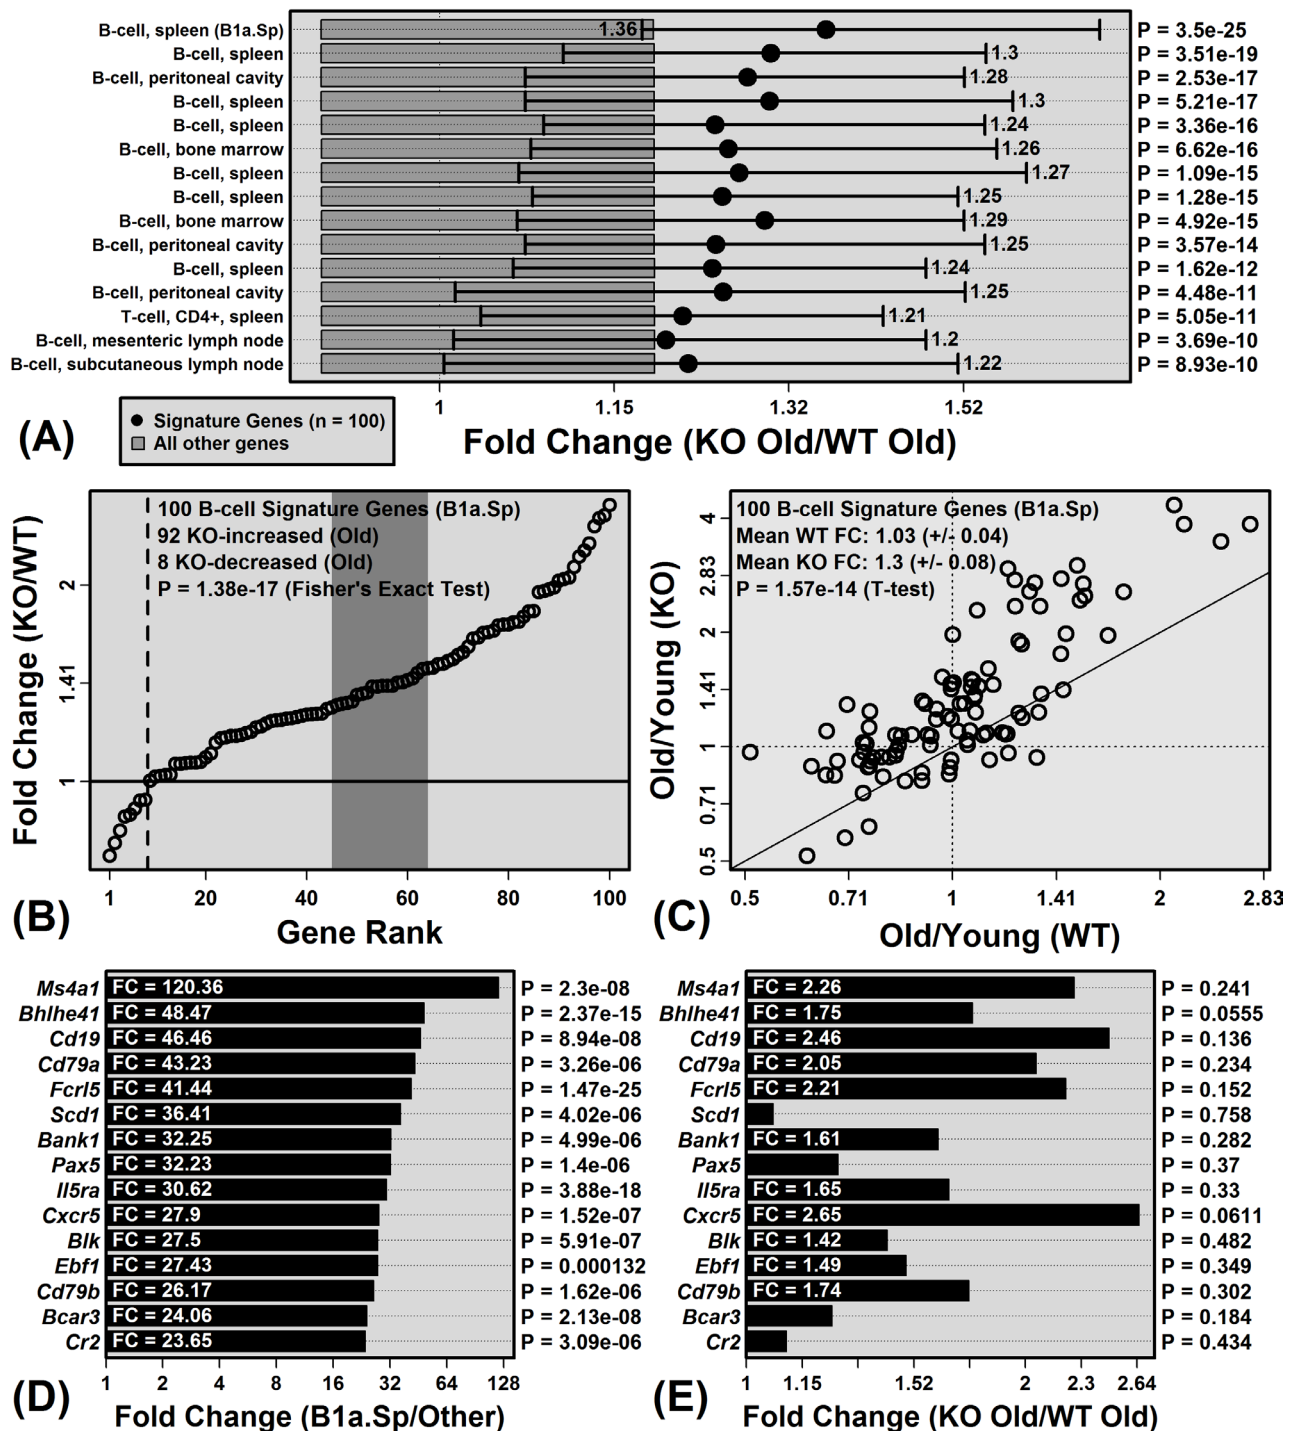 B-cell, spleen (B1a.Sp) 1.36 P = 3.5e-25
B-cell, spleen 1.3 P = 3.51e-19
B-cell, peritoneal cavity 1.28 P = 2.53e-17
B-cell, spleen 1.3 P = 5.21e-17
B-cell, spleen 1.24 P = 3.36e-16
B-cell, bone marrow 1.26 P = 6.62e-16
B-cell, spleen 1.27 P = 1.09e-15
B-cell, spleen 1.25 P = 1.28e-15
B-cell, bone marrow 1.29 P = 4.92e-15
B-cell, peritoneal cavity 1.25 P = 3.57e-14
B-cell, spleen 1.24 P = 1.62e-12
B-cell, peritoneal cavity 1.25 P = 4.48e-11
T-cell, CD4+, spleen 1.21 P = 5.05e-11
B-cell, mesenteric lymph node 1.2 P = 3.69e-10
B-cell, subcutaneous lymph node 1.22 P = 8.93e-10
1 1.15 1.32 1.52
Fold Change (KO Old/WT Old)
Signature Genes (n = 100)
All other genes
(A)
100 B-cell Signature Genes (B1a.Sp)
92 KO-increased (Old)
8 KO-decreased (Old)
P = 1.38e-17 (Fisher's Exact Test)
Fold Change (KO/WT)
2
1.41
1
1 20 40 60 80 100
Gene Rank
(B)
100 B-cell Signature Genes (B1a.Sp)
Mean WT FC: 1.03 (+/- 0.04)
Mean KO FC: 1.3 (+/- 0.08)
P = 1.57e-14 (T-test)
Old/Young (KO)
4
2.83
2
1.41
1
0.71
0.5
0.5 0.71 1 1.41 2 2.83
Old/Young (WT)
(C)
Ms4a1 FC = 120.36 P = 2.3e-08
Bhlhe41 FC = 48.47 P = 2.37e-15
Cd19 FC = 46.46 P = 8.94e-08
Cd79a FC = 43.23 P = 3.26e-06
Fcrl5 FC = 41.44 P = 1.47e-25
Scd1 FC = 36.41 P = 4.02e-06
Bank1 FC = 32.25 P = 4.99e-06
Pax5 FC = 32.23 P = 1.4e-06
Il5ra FC = 30.62 P = 3.88e-18
Cxcr5 FC = 27.9 P = 1.52e-07
Blk FC = 27.5 P = 5.91e-07
Ebf1 FC = 27.43 P = 0.000132
Cd79b FC = 26.17 P = 1.62e-06
Bcar3 FC = 24.06 P = 2.13e-08
Cr2 FC = 23.65 P = 3.09e-06
1 2 4 8 16 32 64 128
Fold Change (B1a.Sp/Other)
(D)
Ms4a1 FC = 2.26 P = 0.241
Bhlhe41 FC = 1.75 P = 0.0555
Cd19 FC = 2.46 P = 0.136
Cd79a FC = 2.05 P = 0.234
Fcrl5 FC = 2.21 P = 0.152
Scd1 P = 0.758
Bank1 FC = 1.61 P = 0.282
Pax5 P = 0.37
Il5ra FC = 1.65 P = 0.33
Cxcr5 FC = 2.65 P = 0.0611
Blk FC = 1.42 P = 0.482
Ebf1 FC = 1.49 P = 0.349
Cd79b FC = 1.74 P = 0.302
Bcar3 P = 0.184
Cr2 P = 0.434
1 1.15 1.52 2 2.3 2.64
Fold Change (KO Old/WT Old)
(E)